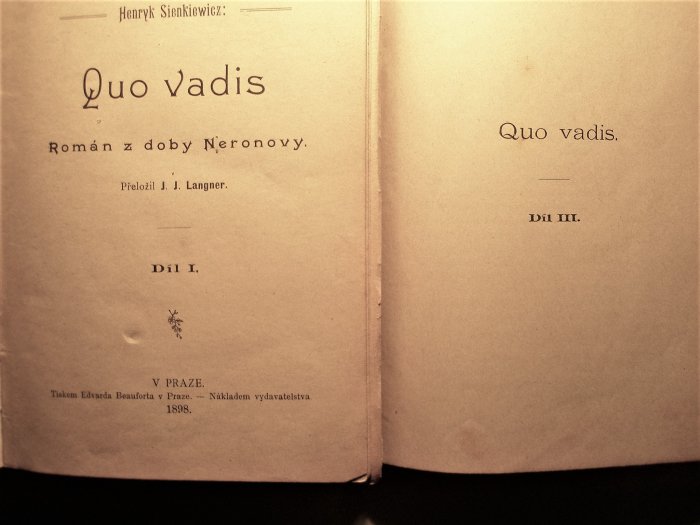 Henryk Sienkiewicz:
Quo vadis
Román z doby Neronovy.
Přeložil J. J. Langner.
Díl I.
V PRAZE.
Tiskem Edvarda Beauforta v Praze. — Nákladem vydavatelstva
1898.
Quo vadis.
Díl III.